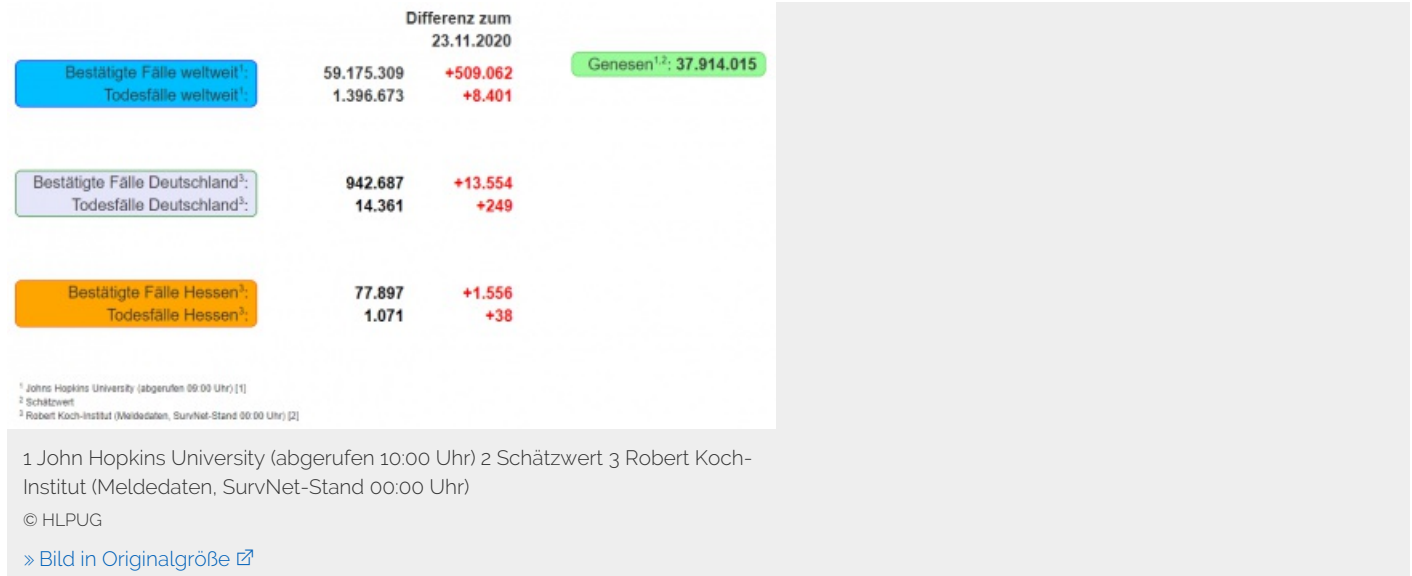 Differenz zum
23.11.2020
Bestätigte Fälle weltweit¹: 59.175.309 +509.062 Genesen¹,²: 37.914.015
Todesfälle weltweit¹: 1.396.673 +8.401
Bestätigte Fälle Deutschland³: 942.687 +13.554
Todesfälle Deutschland³: 14.361 +249
Bestätigte Fälle Hessen³: 77.897 +1.556
Todesfälle Hessen³: 1.071 +38
¹ Johns Hopkins University (abgerufen 09:00 Uhr) [1]
² Schätzwert
³ Robert Koch-Institut (Meldedaten, SurvNet-Stand 00:00 Uhr) [2]
1 John Hopkins University (abgerufen 10:00 Uhr) 2 Schätzwert 3 Robert Koch-
Institut (Meldedaten, SurvNet-Stand 00:00 Uhr)
© HLPUG
» Bild in Originalgröße